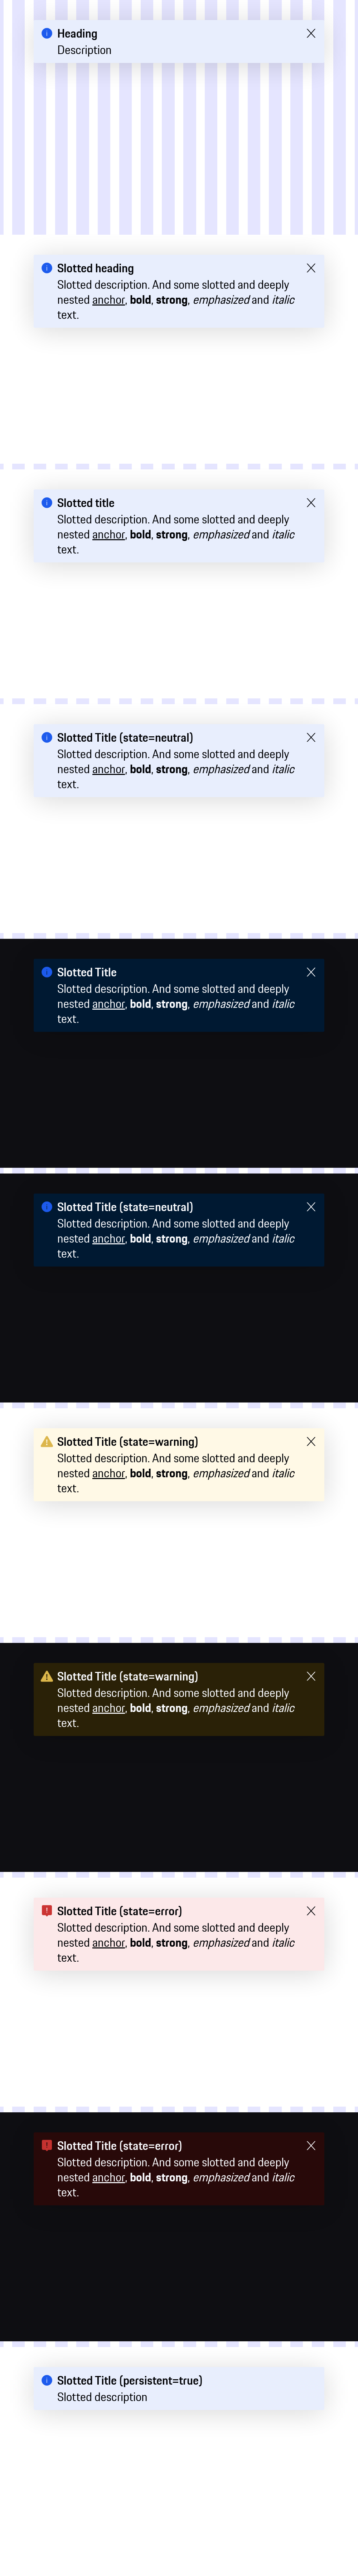 Heading
Description
Slotted heading
Slotted description. And some slotted and deeply
nested anchor, bold, strong, emphasized and italic
text.
Slotted title
Slotted description. And some slotted and deeply
nested anchor, bold, strong, emphasized and italic
text.
Slotted Title (state=neutral)
Slotted description. And some slotted and deeply
nested anchor, bold, strong, emphasized and italic
text.
Slotted Title
Slotted description. And some slotted and deeply
nested anchor, bold, strong, emphasized and italic
text.
Slotted Title (state=neutral)
Slotted description. And some slotted and deeply
nested anchor, bold, strong, emphasized and italic
text.
Slotted Title (state=warning)
Slotted description. And some slotted and deeply
nested anchor, bold, strong, emphasized and italic
text.
Slotted Title (state=warning)
Slotted description. And some slotted and deeply
nested anchor, bold, strong, emphasized and italic
text.
Slotted Title (state=error)
Slotted description. And some slotted and deeply
nested anchor, bold, strong, emphasized and italic
text.
Slotted Title (state=error)
Slotted description. And some slotted and deeply
nested anchor, bold, strong, emphasized and italic
text.
Slotted Title (persistent=true)
Slotted description